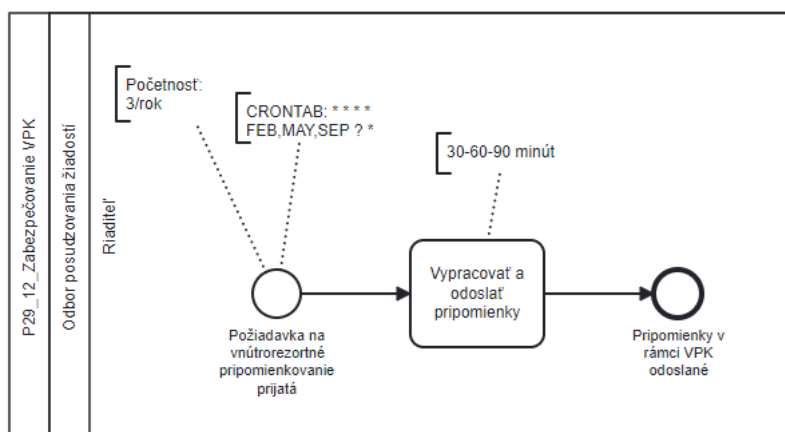 P29_12_Zabezpečovanie VPK
Odbor posudzovania žiadostí
Riaditeľ
Početnosť:
3/rok
CRONTAB: * * * *
FEB,MAY,SEP ? *
30-60-90 minút
Vypracovať a
odoslať
pripomienky
Požiadavka na
vnútrorezortné
pripomienkovanie
prijatá
Pripomienky v
rámci VPK
odoslané